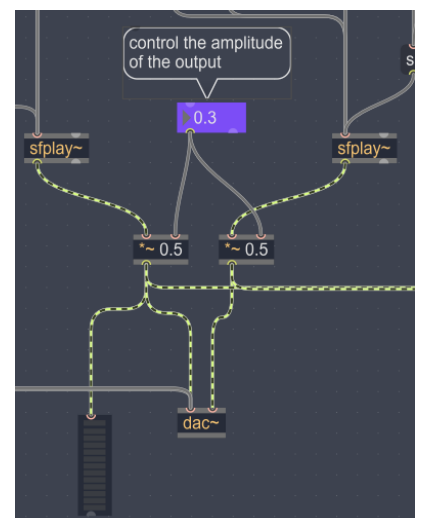 control the amplitude
of the output
s
0.3
sfplay~
sfplay~
*~ 0.5
*~ 0.5
dac~